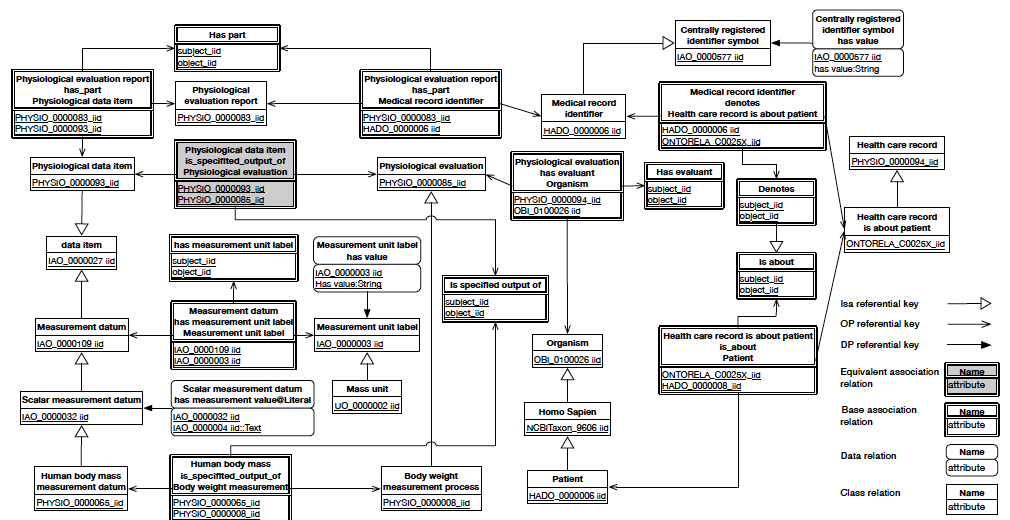 Has part
subject_iid
object_iid
Centrally registered
identifier symbol
IAO_0000577 iid
Centrally registered
identifier symbol
has value
IAO_0000577 iid
has value:String
Physiological evaluation report
has_part
Physiological data item
PHYSIO_0000083_iid
PHYSIO_0000093_iid
Physiological
evaluation report
PHYSIO_0000083_iid
Physiological evaluation report
has_part
Medical record identifier
PHYSIO_0000083_iid
HADO_0000006 iid
Medical record
identifier
HADO_0000006 iid
Medical record identifier
denotes
Health care record is about patient
HADO_0000006 iid
ONTORELA_C0025X_iid
Health care record
PHYSIO_0000094_iid
Physiological data item
PHYSIO_0000093_iid
Physiological data item
is_specifited_output_of
Physiological evaluation
PHYSIO_0000093_iid
PHYSIO_0000085_iid
Physiological evaluation
PHYSIO_0000085_iid
Physiological evaluation
has evaluant
Organism
PHYSIO_0000094_iid
OBI_0100026 iid
Has evaluant
subject_iid
object_iid
Denotes
subject_iid
object_iid
Health care record
is about patient
ONTORELA_C0025X_iid
data item
IAO_0000027 iid
has measurement unit label
subject_iid
object_iid
Measurement unit label
has value
IAO_0000003 iid
Has value:String
Is specified output of
subject_iid
object_iid
Is about
subject_iid
object_iid
Measurement datum
IAO_0000109 iid
Measurement datum
has measurement unit label
Measurement unit label
IAO_0000109 iid
IAO_0000003 iid
Measurement unit label
IAO_0000003 iid
Organism
OBI_0100026 iid
Health care record is about patient
is_about
Patient
ONTORELA_C0025X_iid
HADO_0000008_iid
Scalar measurement datum
IAO_0000032 iid
Scalar measurement datum
has measurement value@Literal
IAO_0000032 iid
IAO_0000004 iid::Text
Mass unit
UO_0000002 iid
Homo Sapien
NCBITaxon_9606 iid
Human body mass
measurement datum
PHYSIO_0000065_iid
Human body mass
is_specifited_output_of
Body weight measurement
PHYSIO_0000065_iid
PHYSIO_0000008_iid
Body weight
measurement process
PHYSIO_0000008_iid
Patient
HADO_0000006 iid
Isa referential key
OP referential key
DP referential key
Equivalent association
relation
Name
attribute
Base association
relation
Name
attribute
Data relation
Name
attribute
Class relation
Name
attribute